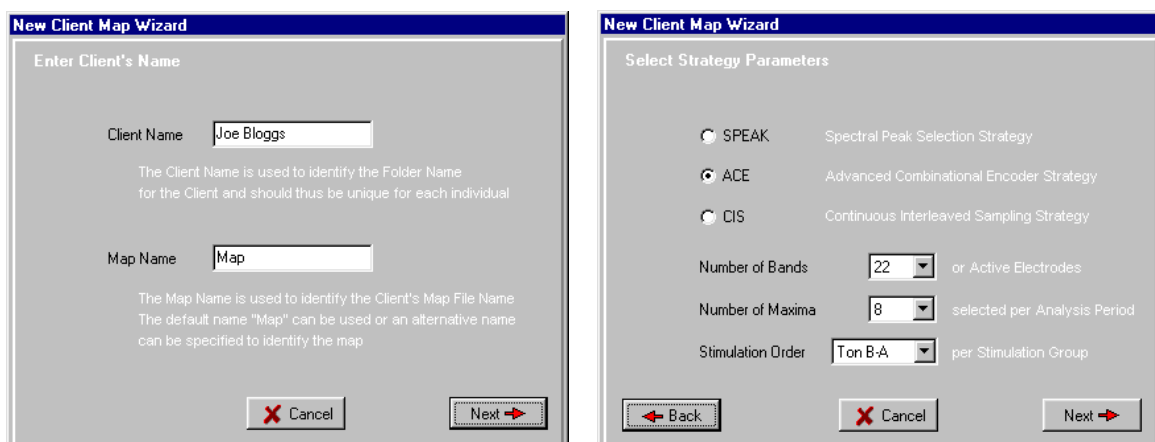 New Client Map Wizard
Enter Client's Name
Client Name Joe Bloggs
The Client Name is used to identify the Folder Name
for the Client and should thus be unique for each individual
Map Name Map
The Map Name is used to identify the Client's Map File Name
The default name "Map" can be used or an alternative name
can be specified to identify the map
Cancel Next
New Client Map Wizard
Select Strategy Parameters
SPEAK Spectral Peak Selection Strategy
ACE Advanced Combinational Encoder Strategy
CIS Continuous Interleaved Sampling Strategy
Number of Bands 22 or Active Electrodes
Number of Maxima 8 selected per Analysis Period
Stimulation Order Ton B-A per Stimulation Group
Back Cancel Next